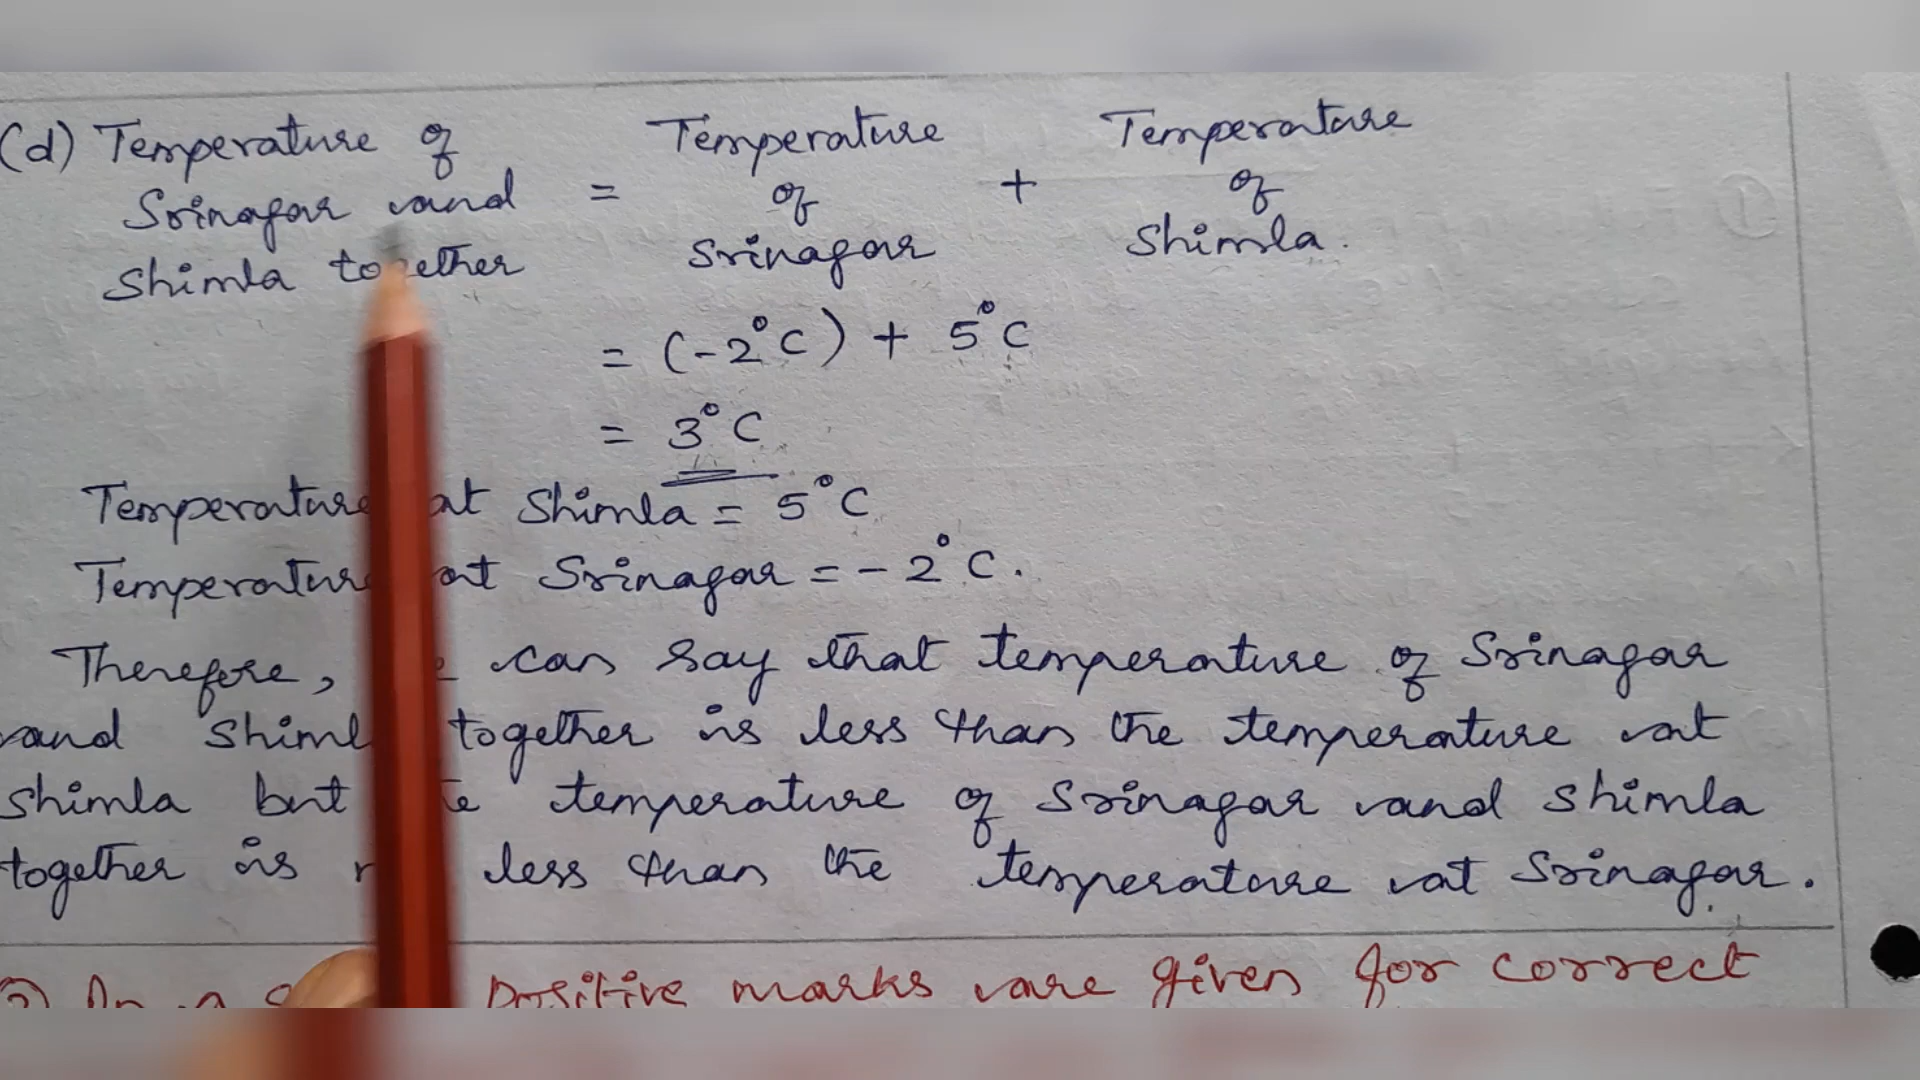 (d) Temperature of Srinagar and Shimla together = Temperature of Srinagar + Temperature of Shimla.
= (-2°C) + 5°C
= 3°C
Temperature at Shimla = 5°C
Temperature at Srinagar = -2°C.
Therefore, can say that temperature of Srinagar
and together is less than the temperature at
Shimla but temperature of Srinagar and Shimla
together is less than the temperature at Srinagar.
positive marks are given for correct